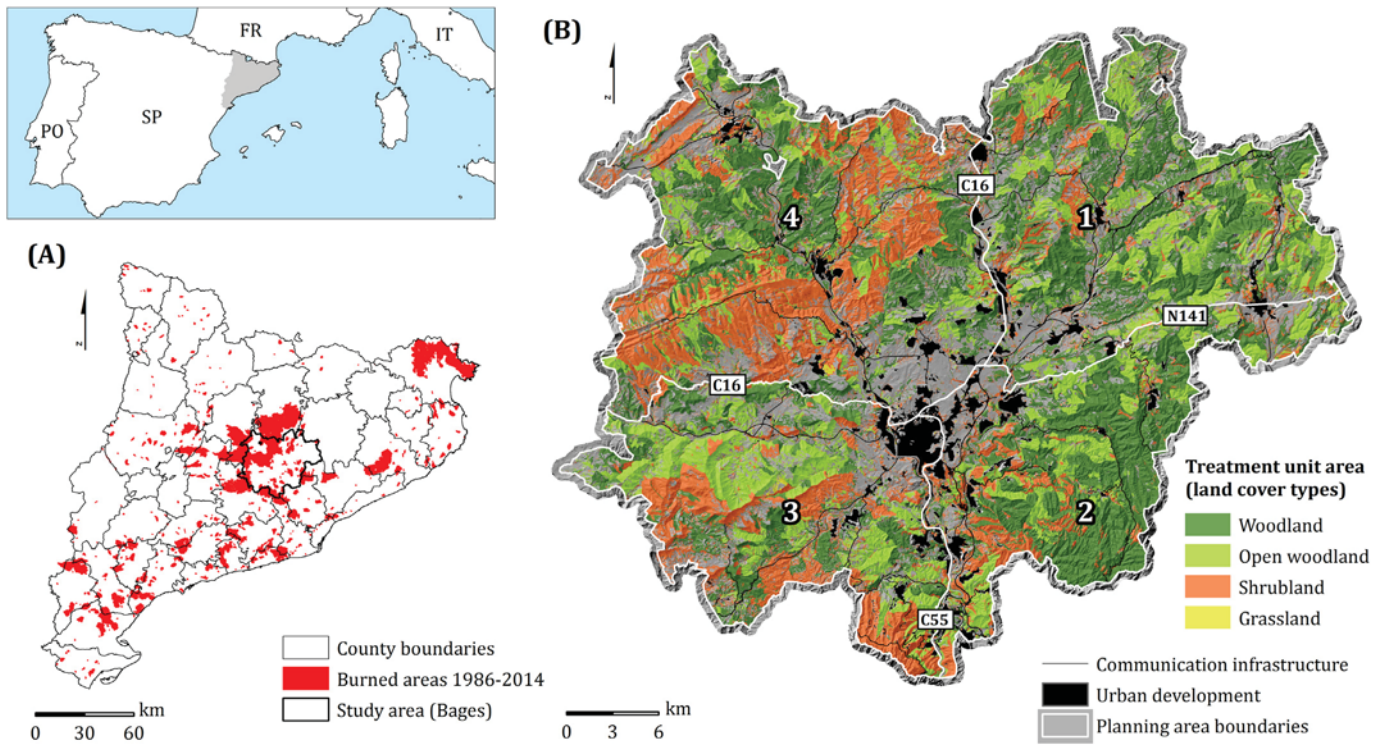 FR
IT
PO
SP
(A)
z
County boundaries
Burned areas 1986-2014
Study area (Bages)
km
0 30 60
(B)
z
C16
4
1
N141
C16
3
2
C55
Treatment unit area
(land cover types)
Woodland
Open woodland
Shrubland
Grassland
Communication infrastructure
Urban development
Planning area boundaries
km
0 3 6